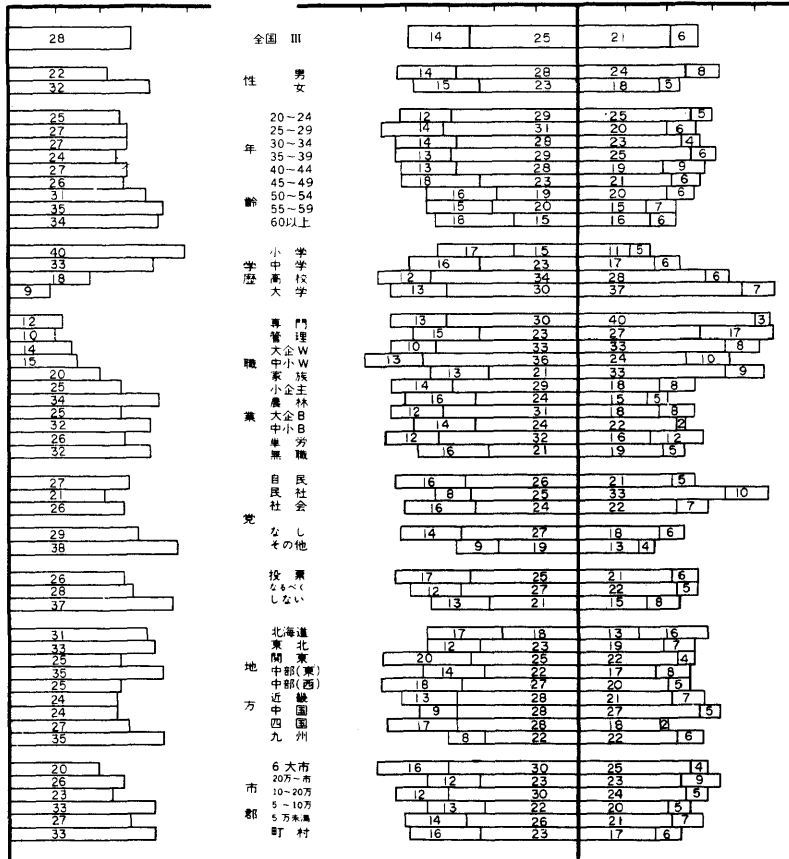 28 全国 III 14 25 21 6
性
22 男 14 28 24 8
32 女 15 23 18 5
年齢
25 20~24 12 29 25 5
27 25~29 14 31 20 6
27 30~34 14 28 23 4
24 35~39 13 29 25 6
27 40~44 13 28 19 9
26 45~49 18 23 21 6
31 50~54 16 19 20 6
35 55~59 15 20 15 7
34 60以上 18 15 16 6
学歴
40 小学 17 15 11 5
33 中学 16 23 17 6
18 高校 12 34 28 6
9 大学 13 30 37 7
職業
12 専門 13 30 40 3
10 管理 15 23 27 17
14 大企W 10 33 33 8
15 中小W 13 36 24 10
20 家族 13 21 33 9
25 小企主 14 29 18 8
34 農林 16 24 15 5
25 大企B 12 31 18 8
32 中小B 14 24 22 2
26 単労 12 32 16 12
32 無職 16 21 19 5
党
27 自民 16 26 21 5
21 民社 8 25 33 10
26 社会 16 24 22 7
29 なし 14 27 18 6
38 その他 9 19 13 4
26 投票 17 25 21 6
28 なるべく 12 27 22 5
37 しない 13 21 15 8
地方
31 北海道 17 18 13 16
33 東北 12 23 19 7
25 関東 20 25 22 4
35 中部(東) 14 22 17 8
25 中部(西) 18 27 20 5
24 近畿 13 28 21 7
24 中国 9 28 27 5
27 四国 17 28 18 2
35 九州 8 22 22 6
市郡
20 6大市 16 30 25 4
26 20万~市 12 23 23 9
23 10~20万 12 30 24 5
33 5~10万 13 22 20 5
27 5万未満 14 26 21 7
33 町村 16 23 17 6